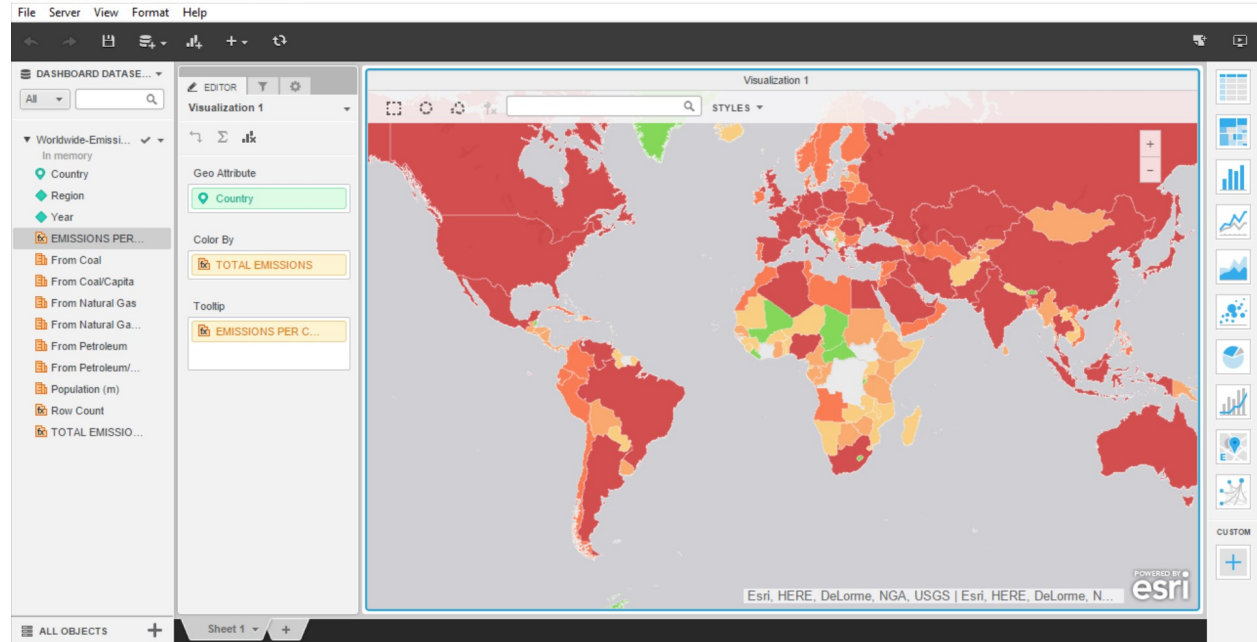 File Server View Format Help
DASHBOARD DATASE...
All
Worldwide-Emissi...
In memory
Country
Region
Year
EMISSIONS PER...
From Coal
From Coal/Capita
From Natural Gas
From Natural Ga...
From Petroleum
From Petroleum/...
Population (m)
Row Count
TOTAL EMISSIO...
ALL OBJECTS
EDITOR
Visualization 1
Geo Attribute
Country
Color By
TOTAL EMISSIONS
Tooltip
EMISSIONS PER C...
Visualization 1
STYLES
+
−
POWERED BY
esri
Esri, HERE, DeLorme, NGA, USGS | Esri, HERE, DeLorme, N...
Sheet 1
+
E
CUSTOM
+